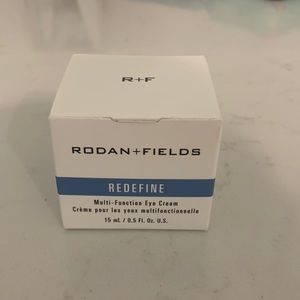 R+F
RODAN+FIELDS
REDEFINE
Multi-Function Eye Cream
Crème pour les yeux multifonctionnelle
15 mL / 0.5 Fl. Oz. U.S.